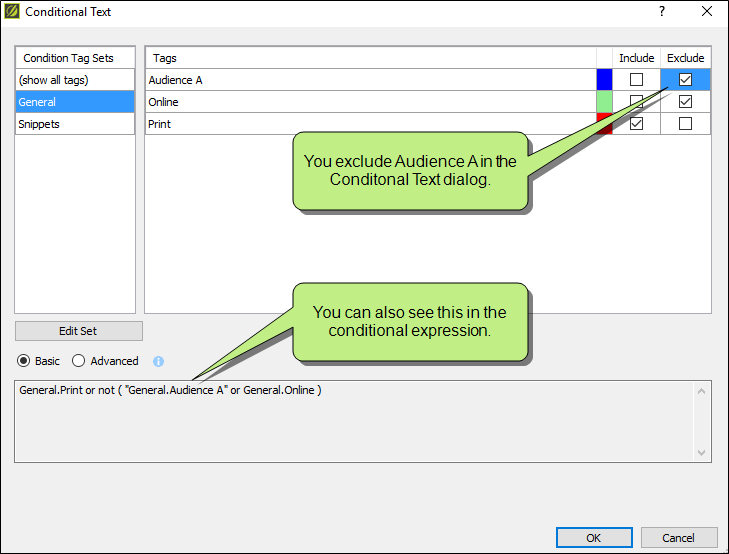 Conditional Text
?
Condition Tag Sets
Tags
Include
Exclude
(show all tags)
Audience A
General
Online
Snippets
Print
You exclude Audience A in the
Conditonal Text dialog.
You can also see this in the
conditional expression.
Edit Set
Basic
Advanced
i
General.Print or not ( "General.Audience A" or General.Online )
OK
Cancel